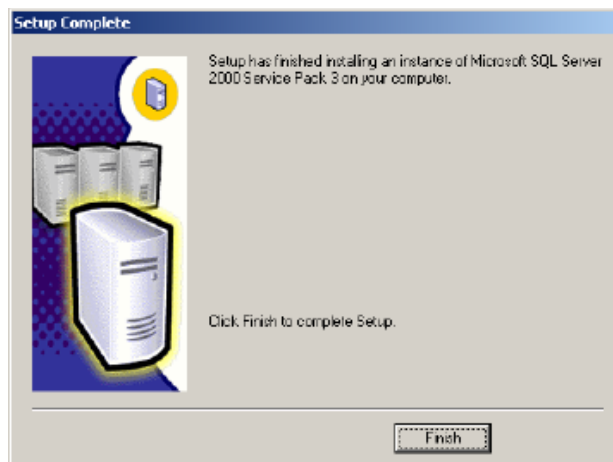 Setup Complete
Setup has finished installing an instance of Microsoft SQL Server
2000 Service Pack 3 on your computer.
Click Finish to complete Setup.
Finish